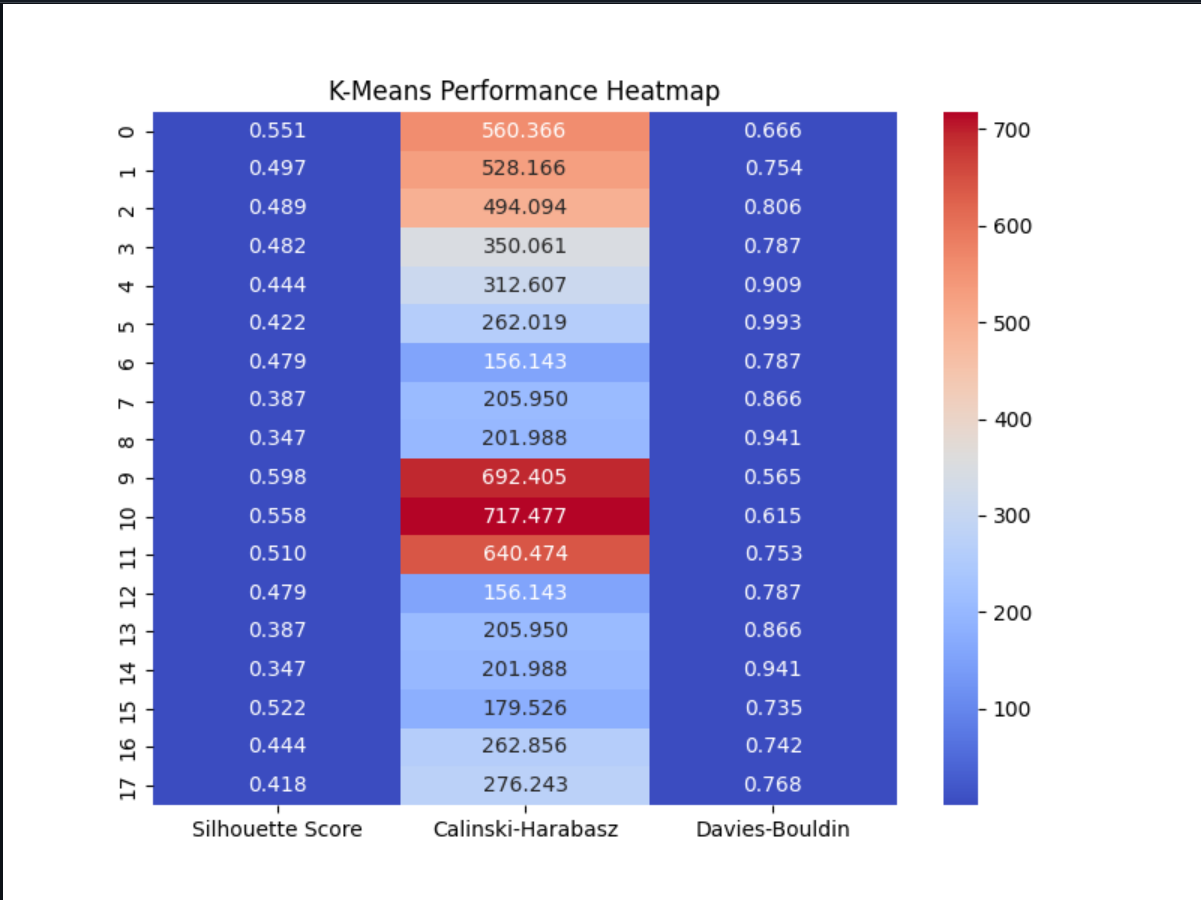 K-Means Performance Heatmap
0 0.551 560.366 0.666 700
1 0.497 528.166 0.754
2 0.489 494.094 0.806 600
3 0.482 350.061 0.787
4 0.444 312.607 0.909
5 0.422 262.019 0.993 500
6 0.479 156.143 0.787
7 0.387 205.950 0.866 400
8 0.347 201.988 0.941
9 0.598 692.405 0.565
10 0.558 717.477 0.615 300
11 0.510 640.474 0.753
12 0.479 156.143 0.787 200
13 0.387 205.950 0.866
14 0.347 201.988 0.941
15 0.522 179.526 0.735 100
16 0.444 262.856 0.742
17 0.418 276.243 0.768
Silhouette Score Calinski-Harabasz Davies-Bouldin